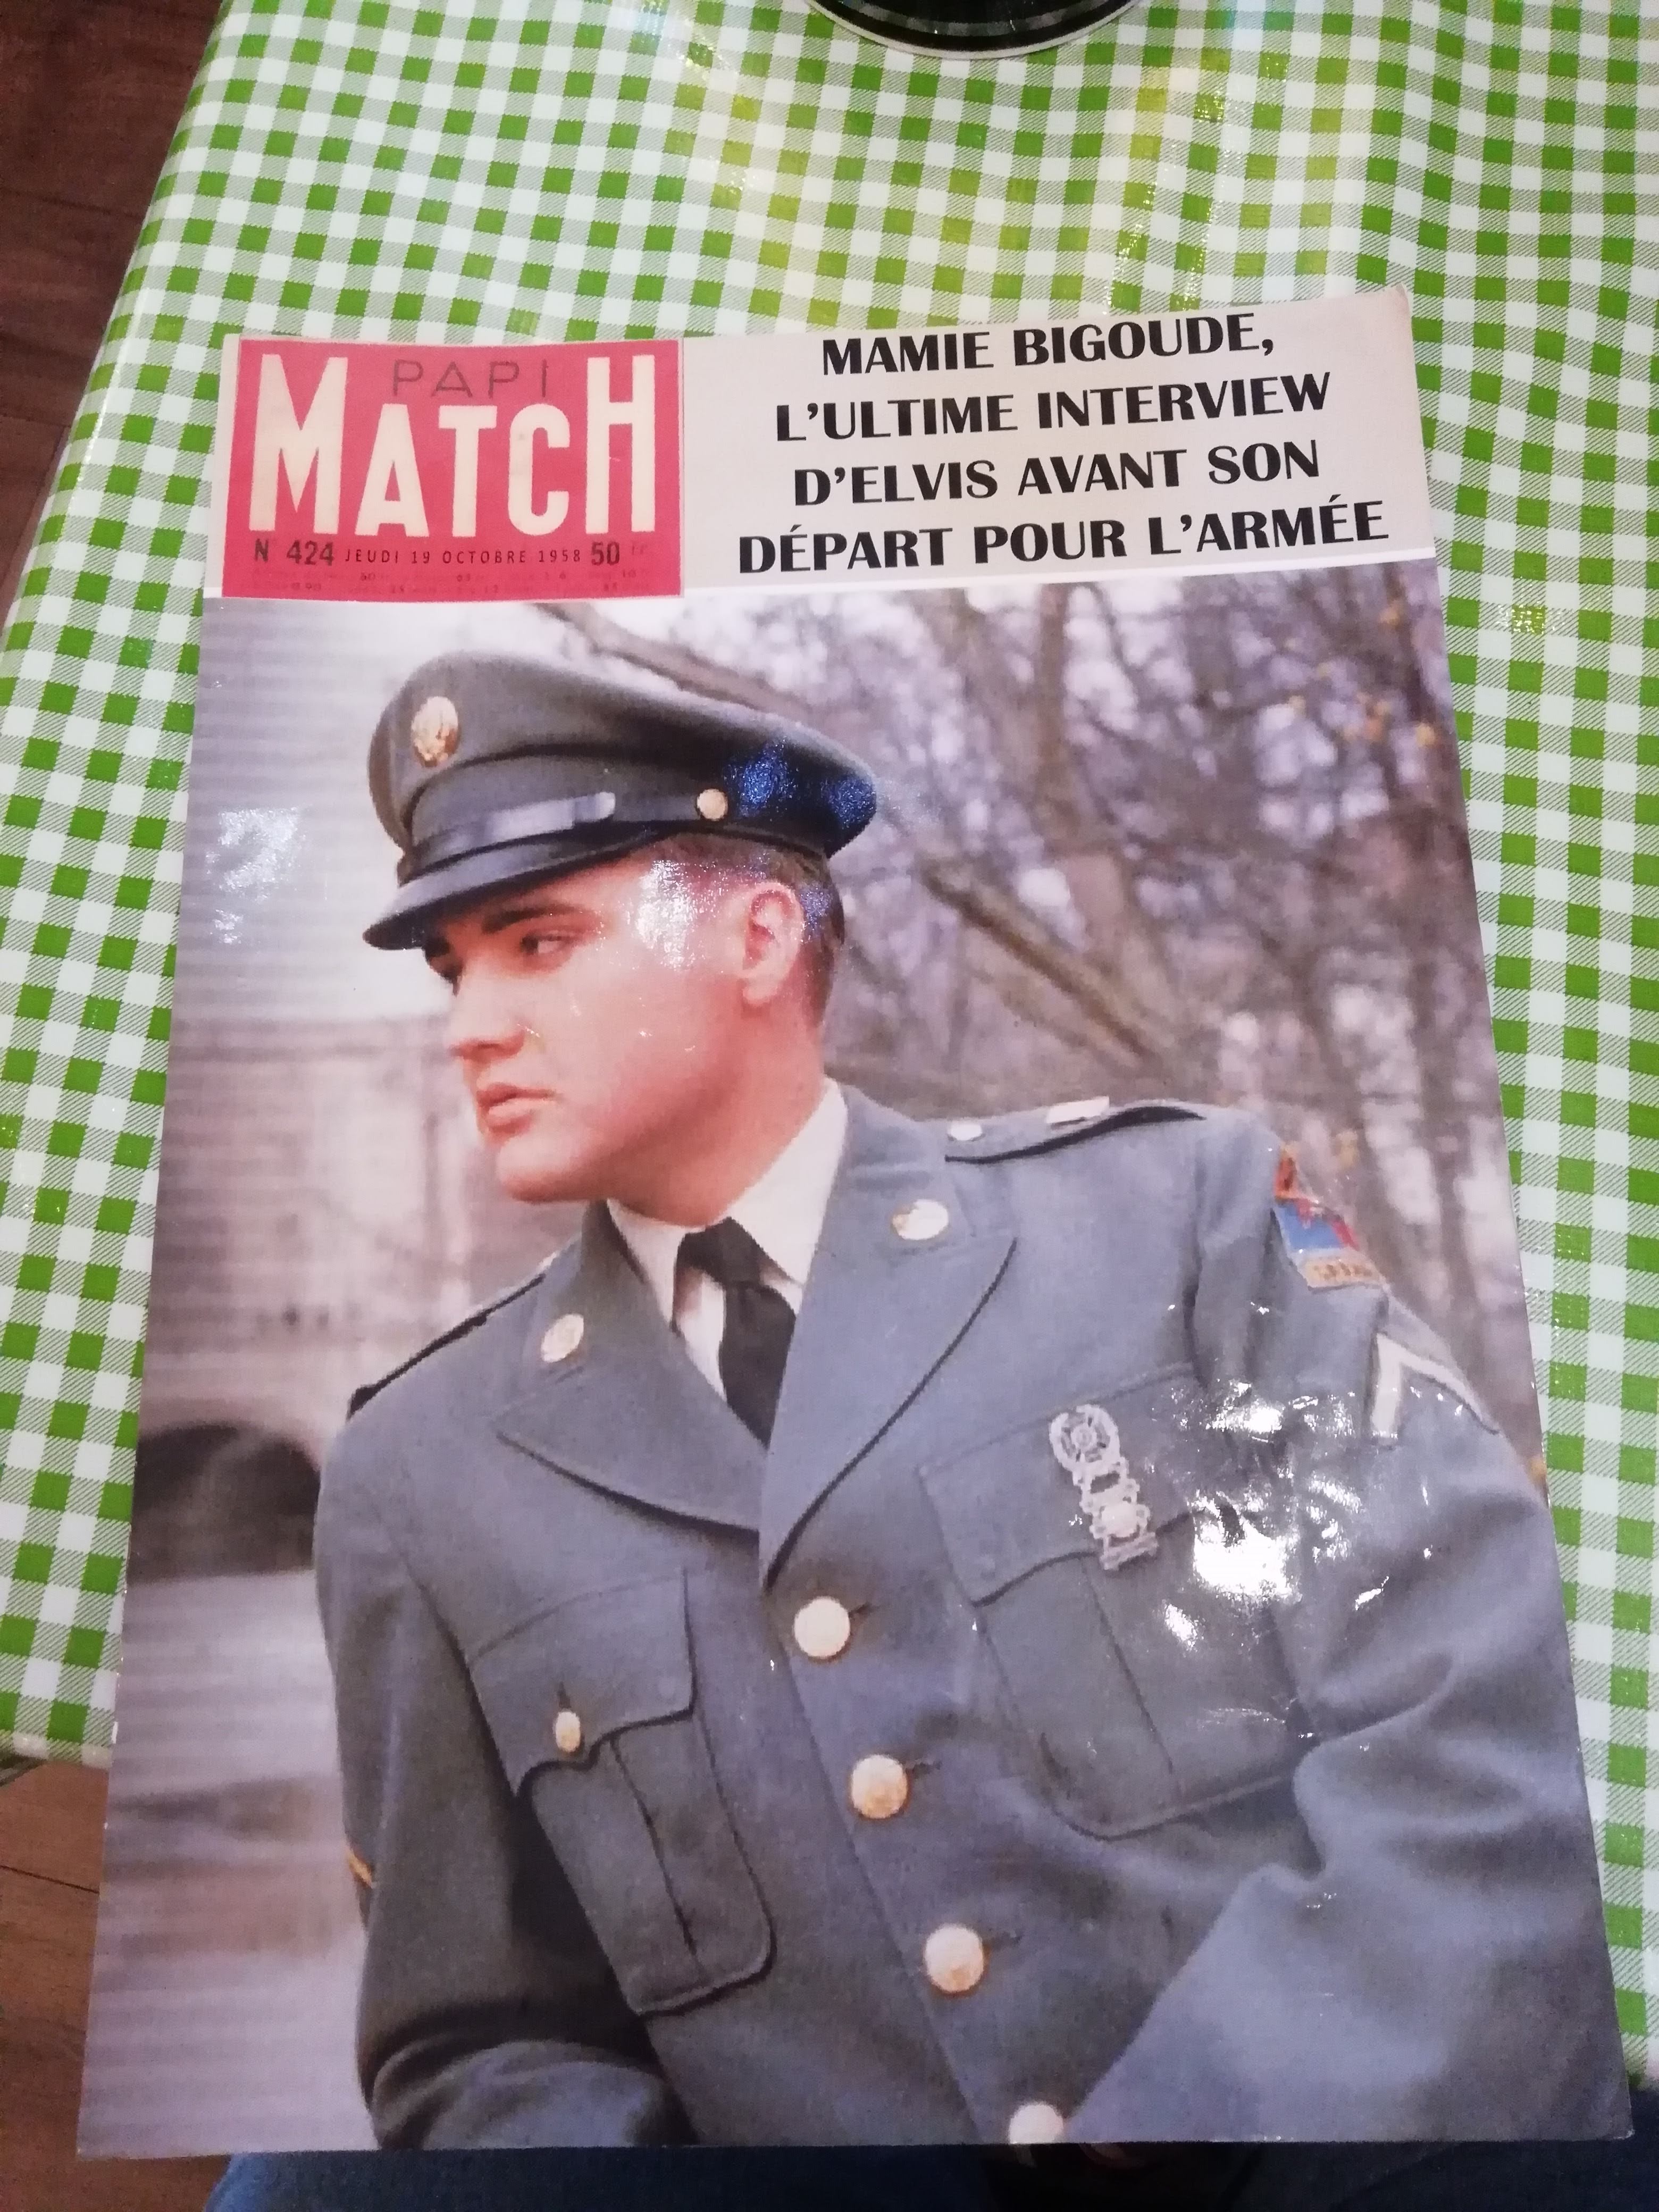 PAPI
MATCH
N° 424 JEUDI 19 OCTOBRE 1958 50
MAMIE BIGOUDE,
L'ULTIME INTERVIEW
D'ELVIS AVANT SON
DÉPART POUR L'ARMÉE